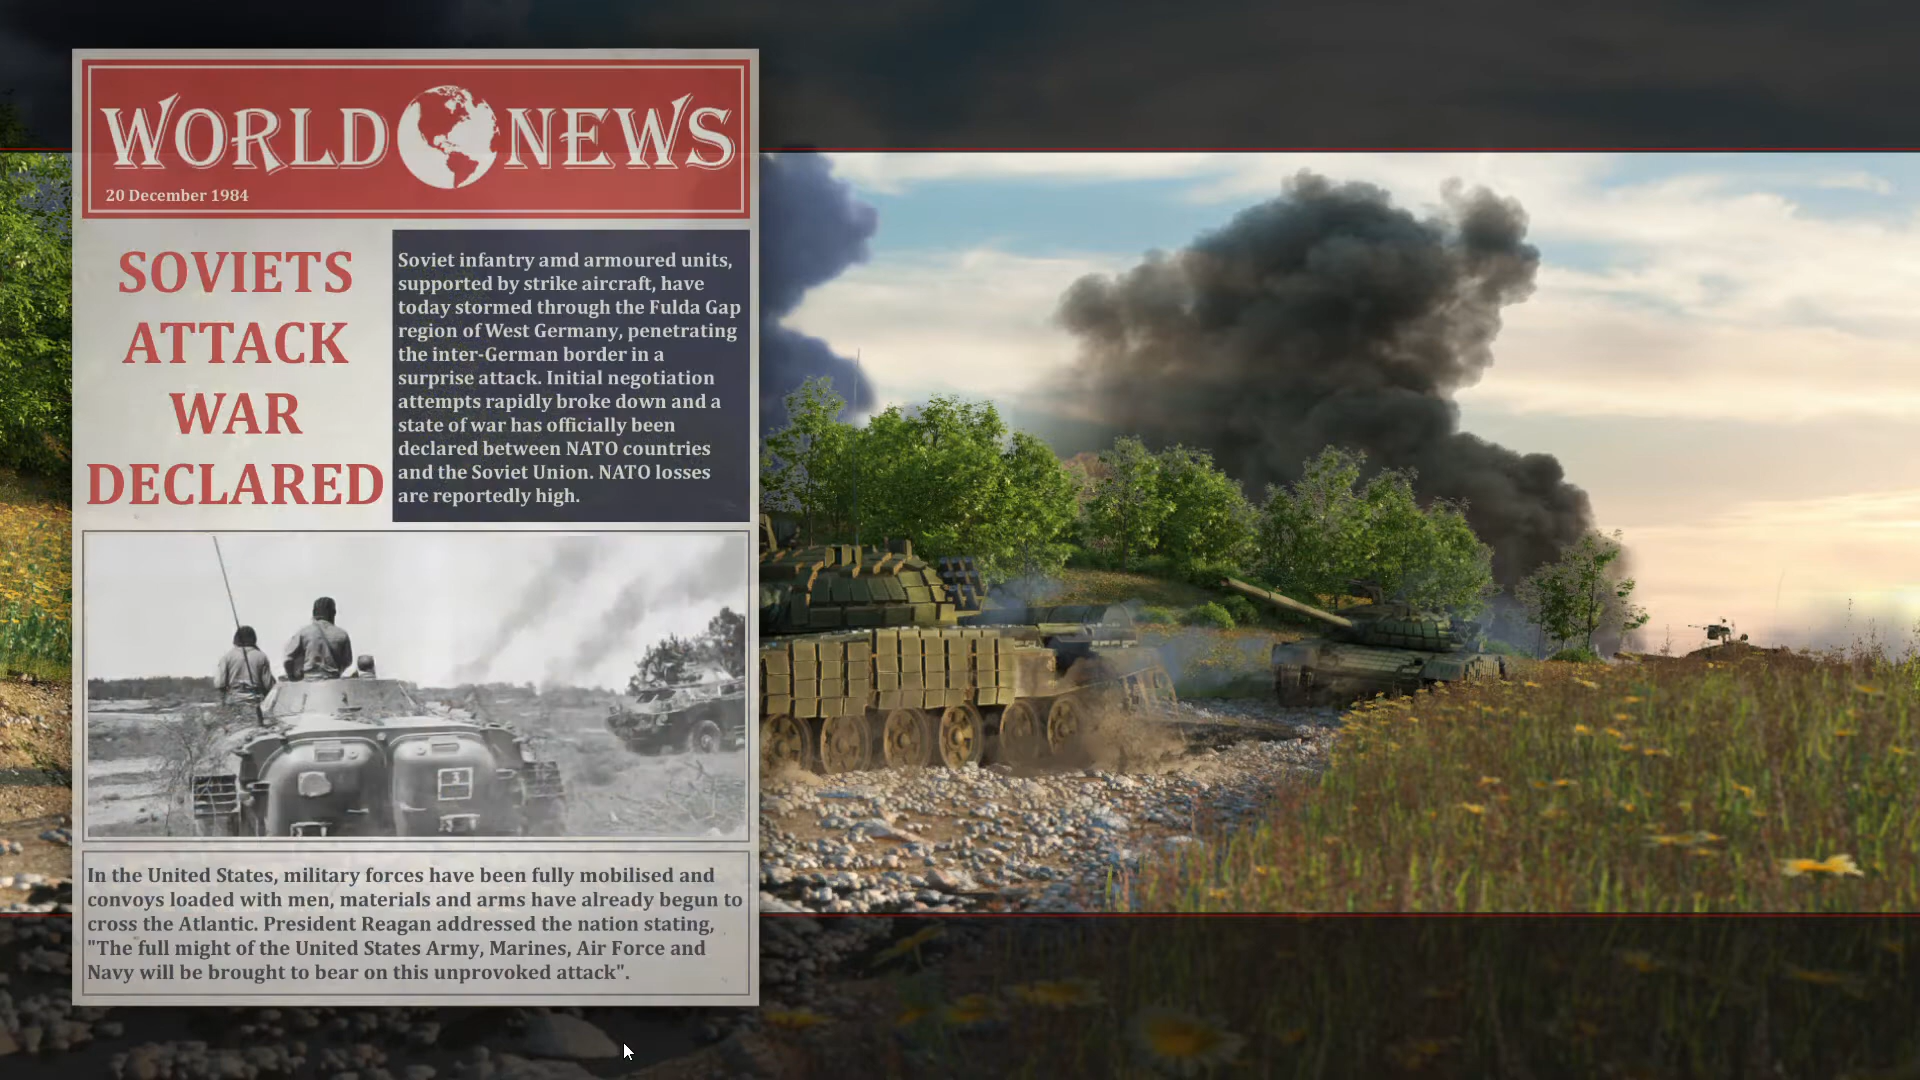 WORLD NEWS
20 December 1984
SOVIETS
ATTACK
WAR
DECLARED
Soviet infantry amd armoured units,
supported by strike aircraft, have
today stormed through the Fulda Gap
region of West Germany, penetrating
the inter-German border in a
surprise attack. Initial negotiation
attempts rapidly broke down and a
state of war has officially been
declared between NATO countries
and the Soviet Union. NATO losses
are reportedly high.
In the United States, military forces have been fully mobilised and
convoys loaded with men, materials and arms have already begun to
cross the Atlantic. President Reagan addressed the nation stating,
"The full might of the United States Army, Marines, Air Force and
Navy will be brought to bear on this unprovoked attack".